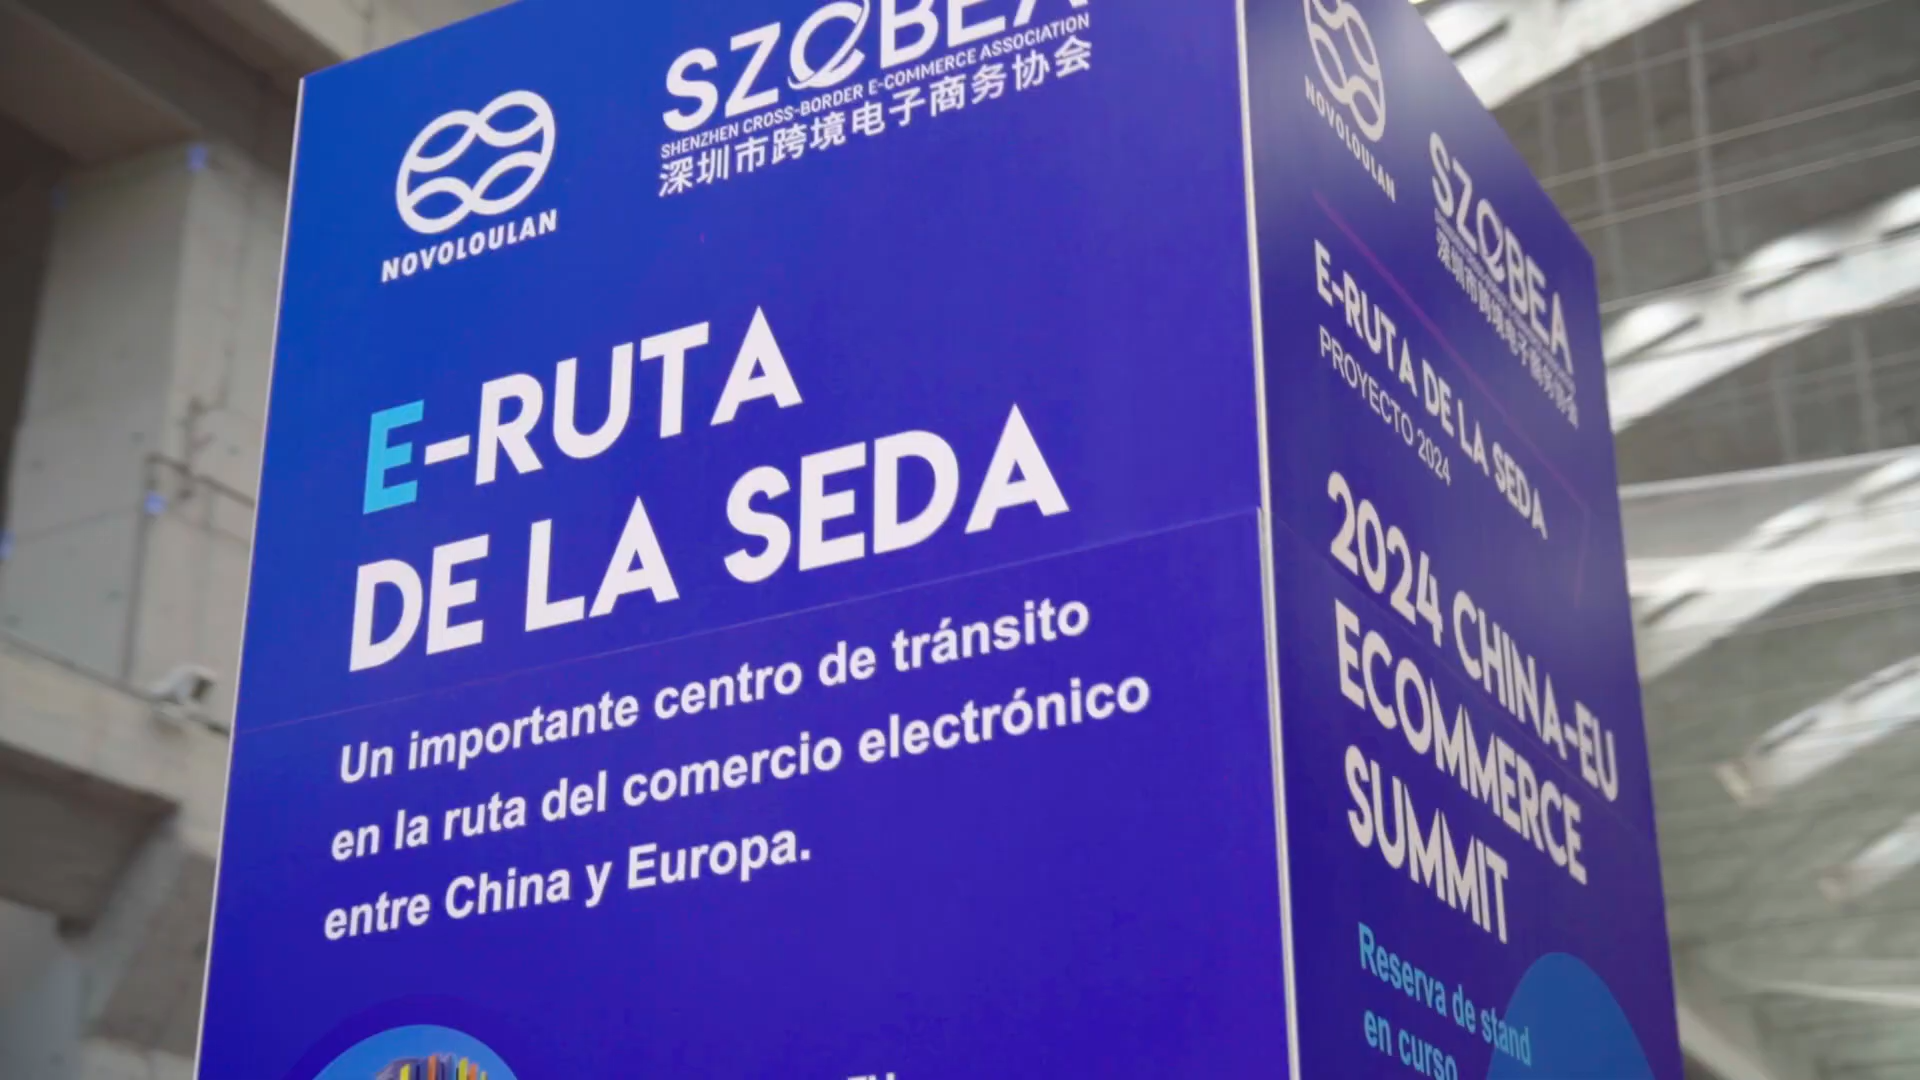 NOVOLOULAN
SZCBEA
SHENZHEN CROSS-BORDER E-COMMERCE ASSOCIATION
深圳市跨境电子商务协会
E-RUTA
DE LA SEDA
Un importante centro de tránsito
en la ruta del comercio electrónico
entre China y Europa.
NOVOLOULAN
SZCBEA
深圳市跨境电子商务协会
E-RUTA DE LA SEDA
PROYECTO 2024
2024 CHINA-EU
ECOMMERCE
SUMMIT
Reserva de stand
en curso